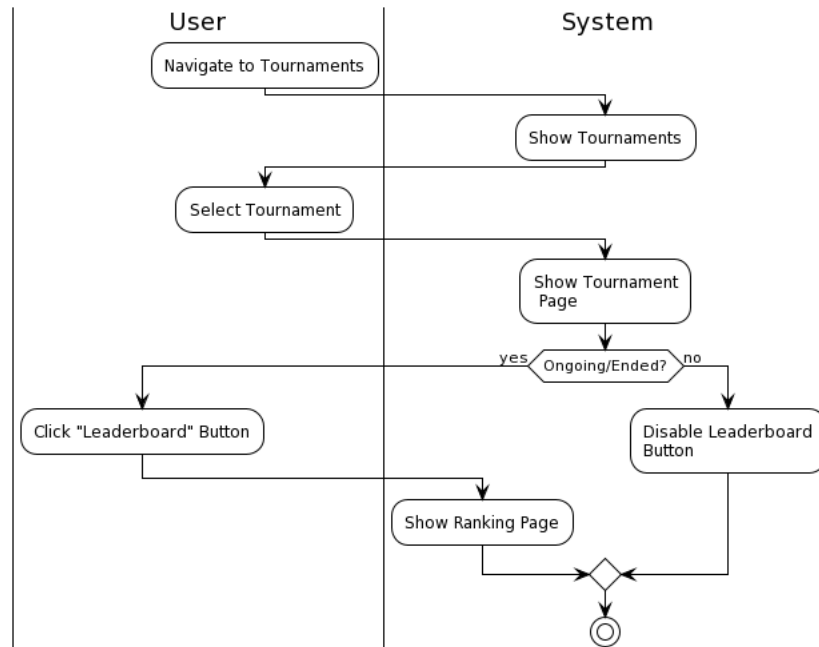 User
System
Navigate to Tournaments
Show Tournaments
Select Tournament
Show Tournament
Page
yes
Ongoing/Ended?
no
Click "Leaderboard" Button
Disable Leaderboard
Button
Show Ranking Page